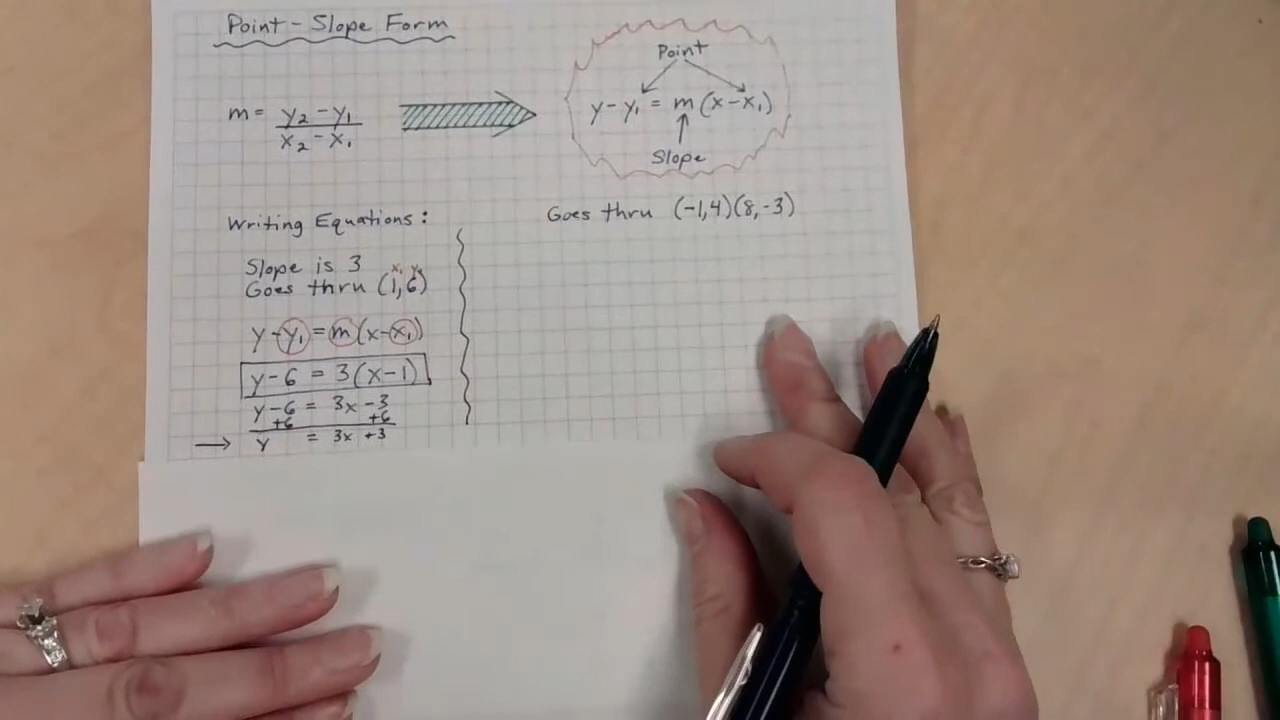 Point-Slope Form
Point
m = y₂ - y₁ / x₂ - x₁
y - y₁ = m(x - x₁)
Slope
Writing Equations:
Goes thru (-1,4)(8,-3)
Slope is 3
x₁ y₁
Goes thru (1,6)
y - y₁ = m(x - x₁)
y - 6 = 3(x - 1)
y - 6 = 3x - 3
+6 +6
y = 3x + 3